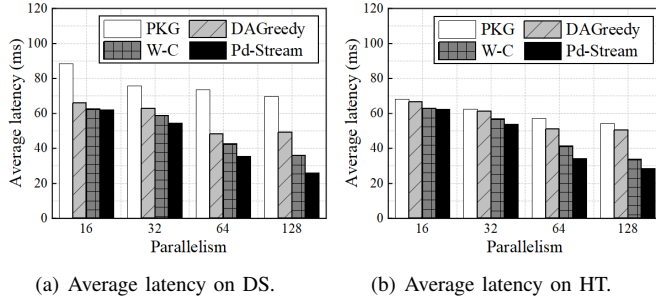 120
100
80
60
40
20
0
Average latency (ms)
PKG
DAGreedy
W-C
Pd-Stream
16
32
64
128
Parallelism
(a) Average latency on DS.
120
100
80
60
40
20
0
Average latency (ms)
PKG
DAGreedy
W-C
Pd-Stream
16
32
64
128
Parallelism
(b) Average latency on HT.